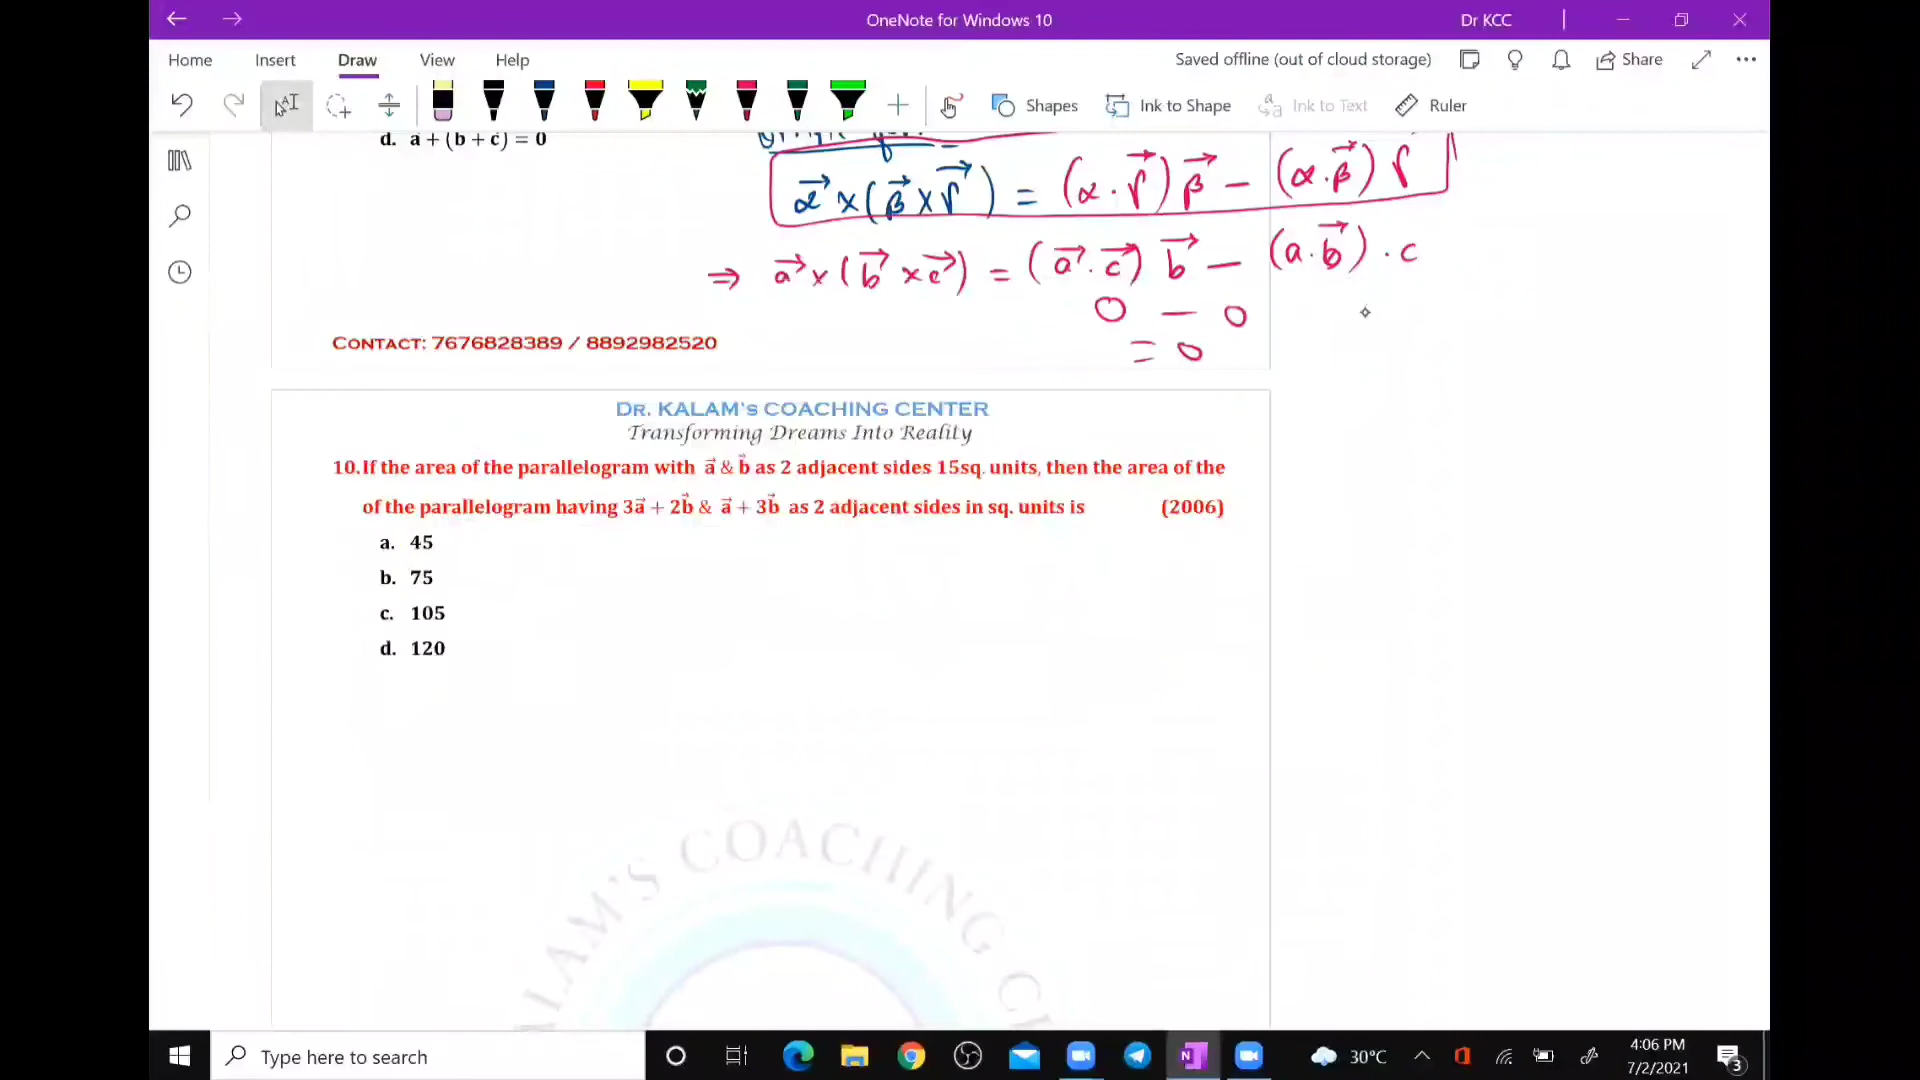 OneNote for Windows 10
Dr KCC
Home Insert Draw View Help
Saved offline (out of cloud storage)
Share
Shapes Ink to Shape Ink to Text Ruler
d. a + (b + c) = 0
α⃗ × (β⃗ × r⃗) = (α · r⃗) β⃗ − (α · β⃗) r
⇒ a⃗ × (b⃗ × c⃗) = (a⃗ · c⃗) b⃗ − (a · b⃗) · c
0 − 0
= 0
CONTACT: 7676828389 / 8892982520
DR. KALAM'S COACHING CENTER
Transforming Dreams Into Reality
10. If the area of the parallelogram with a⃗ & b⃗ as 2 adjacent sides 15sq. units, then the area of the
of the parallelogram having 3a⃗ + 2b⃗ & a⃗ + 3b⃗ as 2 adjacent sides in sq. units is (2006)
a. 45
b. 75
c. 105
d. 120
ALAM'S COACHING CE
Type here to search
30°C
4:06 PM
7/2/2021
3